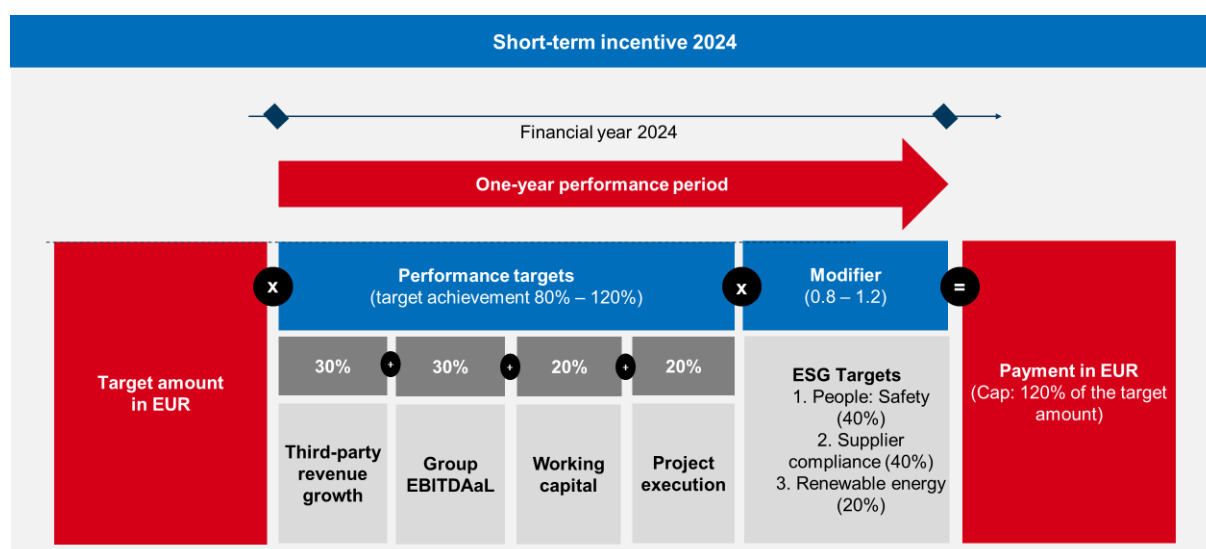 Short-term incentive 2024
Financial year 2024
One-year performance period
Target amount
in EUR
x
Performance targets
(target achievement 80% – 120%)
x
Modifier
(0.8 – 1.2)
=
Payment in EUR
(Cap: 120% of the target
amount)
30%
+
30%
+
20%
+
20%
Third-party
revenue
growth
Group
EBITDAaL
Working
capital
Project
execution
ESG Targets
1. People: Safety
(40%)
2. Supplier
compliance (40%)
3. Renewable energy
(20%)